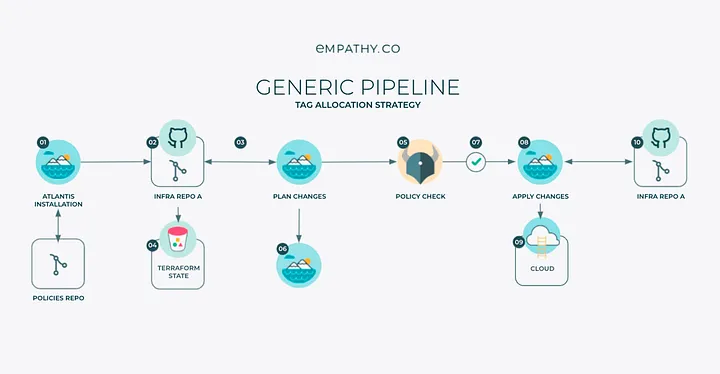 empathy.co
GENERIC PIPELINE
TAG ALLOCATION STRATEGY
01
02
03
05
07
08
10
ATLANTIS
INSTALLATION
INFRA REPO A
PLAN CHANGES
POLICY CHECK
APPLY CHANGES
INFRA REPO A
04
06
09
TERRAFORM
STATE
CLOUD
POLICIES REPO